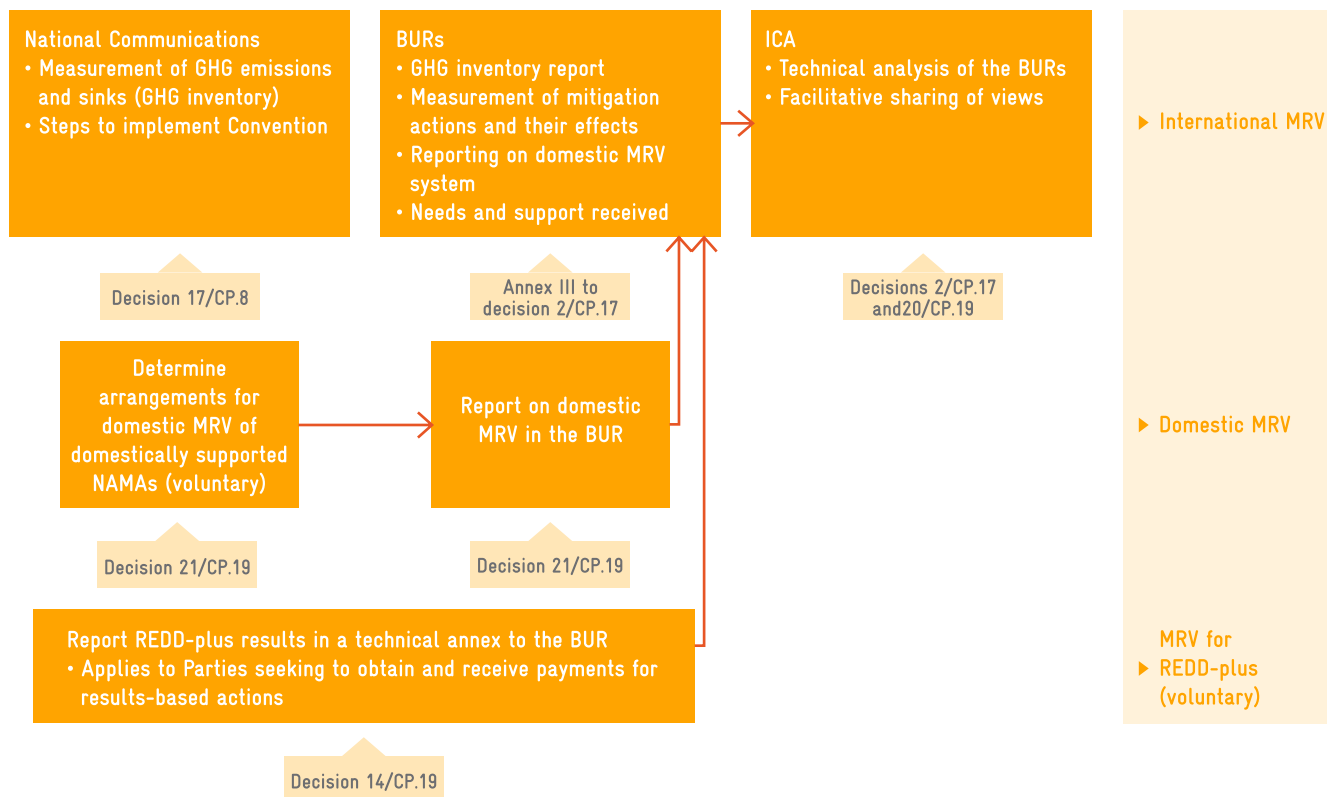 National Communications
• Measurement of GHG emissions
and sinks (GHG inventory)
• Steps to implement Convention
BURs
• GHG inventory report
• Measurement of mitigation
actions and their effects
• Reporting on domestic MRV
system
• Needs and support received
ICA
• Technical analysis of the BURs
• Facilitative sharing of views
International MRV
Decision 17/CP.8
Annex III to
decision 2/CP.17
Decisions 2/CP.17
and20/CP.19
Determine
arrangements for
domestic MRV of
domestically supported
NAMAs (voluntary)
Report on domestic
MRV in the BUR
Domestic MRV
Decision 21/CP.19
Decision 21/CP.19
Report REDD-plus results in a technical annex to the BUR
• Applies to Parties seeking to obtain and receive payments for
results-based actions
MRV for
REDD-plus
(voluntary)
Decision 14/CP.19